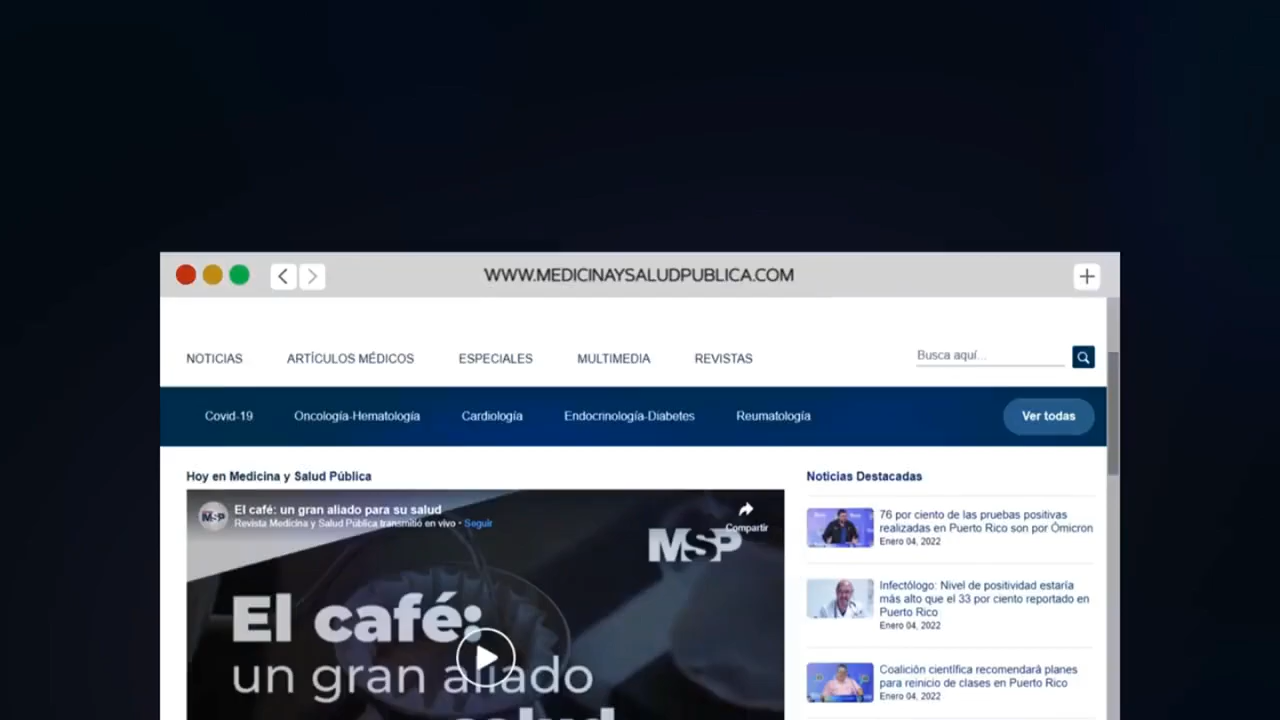 WWW.MEDICINAYSALUDPUBLICA.COM
NOTICIAS ARTÍCULOS MÉDICOS ESPECIALES MULTIMEDIA REVISTAS
Busca aquí...
Covid-19 Oncología-Hematología Cardiología Endocrinología-Diabetes Reumatología Ver todas
Hoy en Medicina y Salud Pública
MSP
El café: un gran aliado para su salud
Revista Medicina y Salud Pública transmitió en vivo · Seguir
Compartir
MSP
El café:
un gran aliado
salud
Noticias Destacadas
76 por ciento de las pruebas positivas
realizadas en Puerto Rico son por Ómicron
Enero 04, 2022
Infectólogo: Nivel de positividad estaría
más alto que el 33 por ciento reportado en
Puerto Rico
Enero 04, 2022
Coalición científica recomendará planes
para reinicio de clases en Puerto Rico
Enero 04, 2022